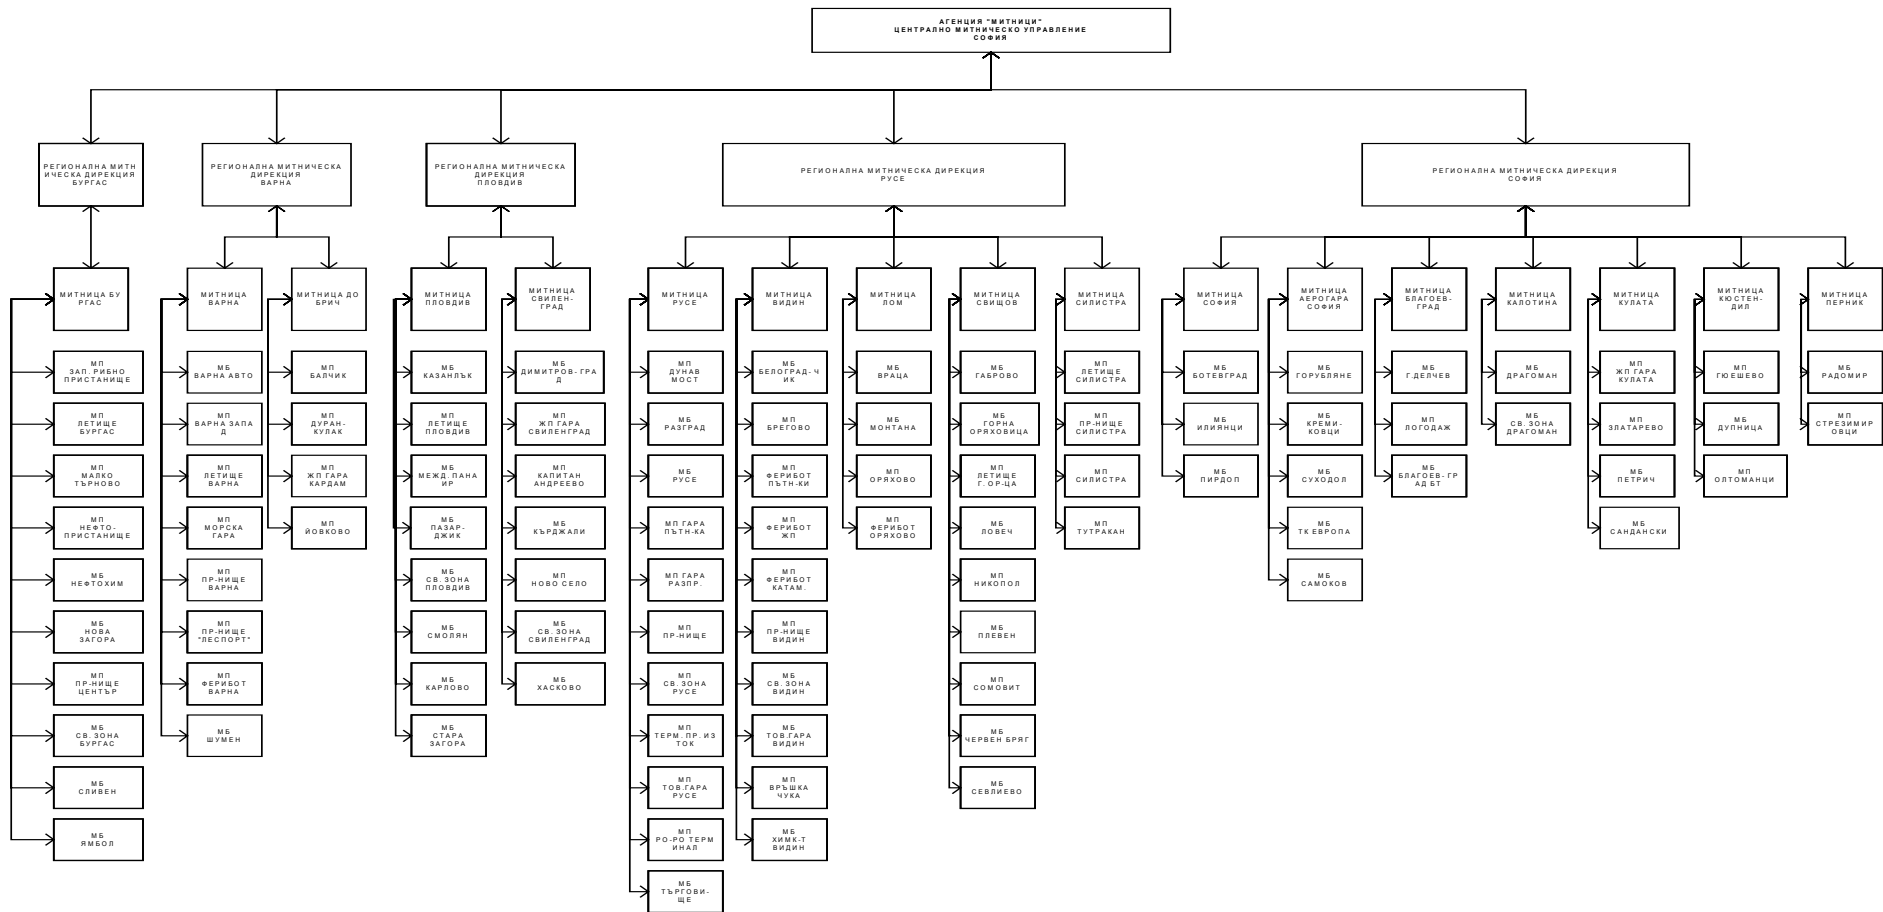 АГЕНЦИЯ "МИТНИЦИ"
ЦЕНТРАЛНО МИТНИЧЕСКО УПРАВЛЕНИЕ
СОФИЯ
РЕГИОНАЛНА МИТН
ИЧЕСКА ДИРЕКЦИЯ
БУРГАС
РЕГИОНАЛНА МИТНИЧЕСКА
ДИРЕКЦИЯ
ВАРНА
РЕГИОНАЛНА МИТНИЧЕСКА
ДИРЕКЦИЯ
ПЛОВДИВ
РЕГИОНАЛНА МИТНИЧЕСКА ДИРЕКЦИЯ
РУСЕ
РЕГИОНАЛНА МИТНИЧЕСКА ДИРЕКЦИЯ
СОФИЯ
МИТНИЦА БУ
РГАС
МП
ЗАП. РИБНО
ПРИСТАНИЩЕ
МП
ЛЕТИЩЕ
БУРГАС
МП
МАЛКО
ТЪРНОВО
МП
НЕФТО-
ПРИСТАНИЩЕ
МБ
НЕФТОХИМ
МБ
НОВА
ЗАГОРА
МП
ПР-НИЩЕ
ЦЕНТЪР
МБ
СВ. ЗОНА
БУРГАС
МБ
СЛИВЕН
МБ
ЯМБОЛ
МИТНИЦА
ВАРНА
МБ
ВАРНА АВТО
МП
ВАРНА ЗАПА
Д
МП
ЛЕТИЩЕ
ВАРНА
МП
МОРСКА
ГАРА
МП
ПР-НИЩЕ
ВАРНА
МП
ПР-НИЩЕ
"ЛЕСПОРТ"
МП
ФЕРИБОТ
ВАРНА
МБ
ШУМЕН
МИТНИЦА ДО
БРИЧ
МП
БАЛЧИК
МП
ДУРАН-
КУЛАК
МП
ЖП ГАРА
КАРДАМ
МП
ЙОВКОВО
МИТНИЦА
ПЛОВДИВ
МБ
КАЗАНЛЪК
МП
ЛЕТИЩЕ
ПЛОВДИВ
МБ
МЕЖД. ПАНА
ИР
МБ
ПАЗАР-
ДЖИК
МБ
СВ. ЗОНА
ПЛОВДИВ
МБ
СМОЛЯН
МБ
КАРЛОВО
МБ
СТАРА
ЗАГОРА
МИТНИЦА
СВИЛЕН-
ГРАД
МБ
ДИМИТРОВ- ГРА
Д
МП
ЖП ГАРА
СВИЛЕНГРАД
МП
КАПИТАН
АНДРЕЕВО
МБ
КЪРДЖАЛИ
МП
НОВО СЕЛО
МБ
СВ. ЗОНА
СВИЛЕНГРАД
МБ
ХАСКОВО
МИТНИЦА
РУСЕ
МП
ДУНАВ
МОСТ
МБ
РАЗГРАД
МБ
РУСЕ
МП ГАРА
ПЪТН-КА
МП ГАРА
РАЗПР.
МП
ПР-НИЩЕ
МП
СВ. ЗОНА
РУСЕ
МП
ТЕРМ. ПР. ИЗ
ТОК
МП
ТОВ.ГАРА
РУСЕ
МП
РО-РО ТЕРМ
ИНАЛ
МБ
ТЪРГОВИ-
ЩЕ
МИТНИЦА
ВИДИН
МБ
БЕЛОГРАД- Ч
ИК
МП
БРЕГОВО
МП
ФЕРИБОТ
ПЪТН-КИ
МП
ФЕРИБОТ
ЖП
МП
ФЕРИБОТ
КАТАМ.
МП
ПР-НИЩЕ
ВИДИН
МБ
СВ. ЗОНА
ВИДИН
МБ
ТОВ.ГАРА
ВИДИН
МП
ВРЪШКА
ЧУКА
МБ
ХИМК-Т
ВИДИН
МИТНИЦА
ЛОМ
МБ
ВРАЦА
МБ
МОНТАНА
МП
ОРЯХОВО
МП
ФЕРИБОТ
ОРЯХОВО
МИТНИЦА
СВИЩОВ
МБ
ГАБРОВО
МБ
ГОРНА
ОРЯХОВИЦА
МП
ЛЕТИЩЕ
Г. ОР-ЦА
МБ
ЛОВЕЧ
МП
НИКОПОЛ
МБ
ПЛЕВЕН
МП
СОМОВИТ
МБ
ЧЕРВЕН БРЯГ
МБ
СЕВЛИЕВО
МИТНИЦА
СИЛИСТРА
МП
ЛЕТИЩЕ
СИЛИСТРА
МП
ПР-НИЩЕ
СИЛИСТРА
МП
СИЛИСТРА
МП
ТУТРАКАН
МИТНИЦА
СОФИЯ
МБ
БОТЕВГРАД
МБ
ИЛИЯНЦИ
МБ
ПИРДОП
МИТНИЦА
АЕРОГАРА
СОФИЯ
МБ
ГОРУБЛЯНЕ
МБ
КРЕМИ-
КОВЦИ
МБ
СУХОДОЛ
МБ
ТК ЕВРОПА
МБ
САМОКОВ
МИТНИЦА
БЛАГОЕВ-
ГРАД
МБ
Г.ДЕЛЧЕВ
МП
ЛОГОДАЖ
МБ
БЛАГОЕВ- ГР
АД БТ
МИТНИЦА
КАЛОТИНА
МБ
ДРАГОМАН
МБ
СВ. ЗОНА
ДРАГОМАН
МИТНИЦА
КУЛАТА
МП
ЖП ГАРА
КУЛАТА
МП
ЗЛАТАРЕВО
МБ
ПЕТРИЧ
МБ
САНДАНСКИ
МИТНИЦА
КЮСТЕН-
ДИЛ
МП
ГЮЕШЕВО
МБ
ДУПНИЦА
МП
ОЛТОМАНЦИ
МИТНИЦА
ПЕРНИК
МБ
РАДОМИР
МП
СТРЕЗИМИР
ОВЦИ